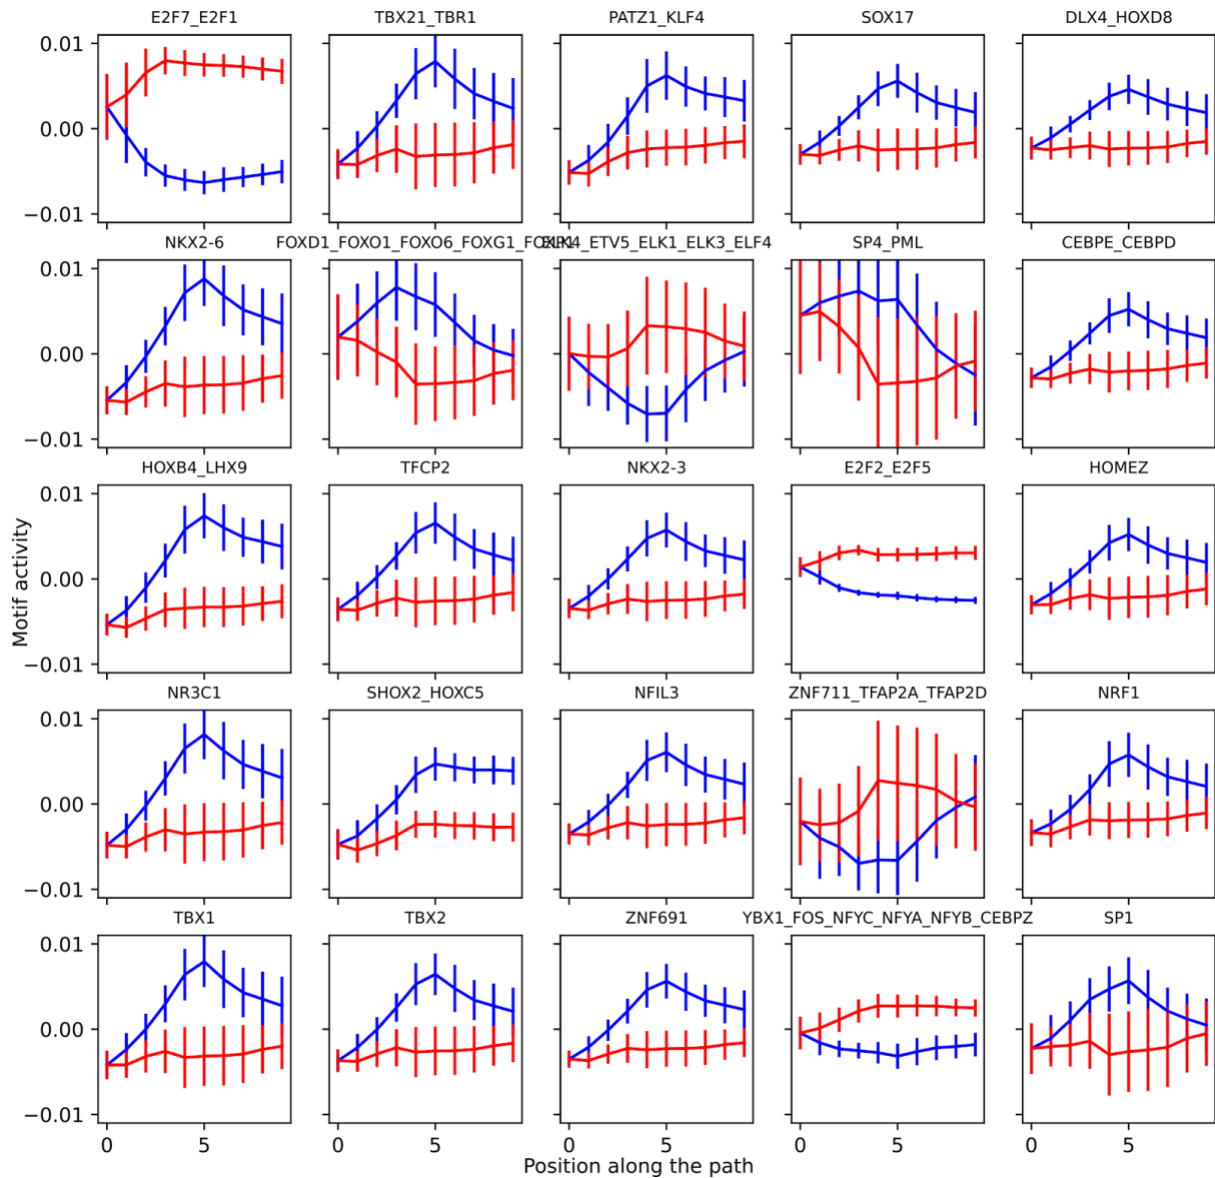 E2F7_E2F1 TBX21_TBR1 PATZ1_KLF4 SOX17 DLX4_HOXD8
0.01
0.00
−0.01
NKX2-6 FOXD1_FOXO1_FOXO6_FOXG1_FOXP1 ELK4_ETV5_ELK1_ELK3_ELF4 SP4_PML CEBPE_CEBPD
0.01
0.00
−0.01
HOXB4_LHX9 TFCP2 NKX2-3 E2F2_E2F5 HOMEZ
0.01
0.00
−0.01
Motif activity
NR3C1 SHOX2_HOXC5 NFIL3 ZNF711_TFAP2A_TFAP2D NRF1
0.01
0.00
−0.01
TBX1 TBX2 ZNF691 YBX1_FOS_NFYC_NFYA_NFYB_CEBPZ SP1
0.01
0.00
−0.01
0 5 0 5 0 5 0 5 0 5
Position along the path